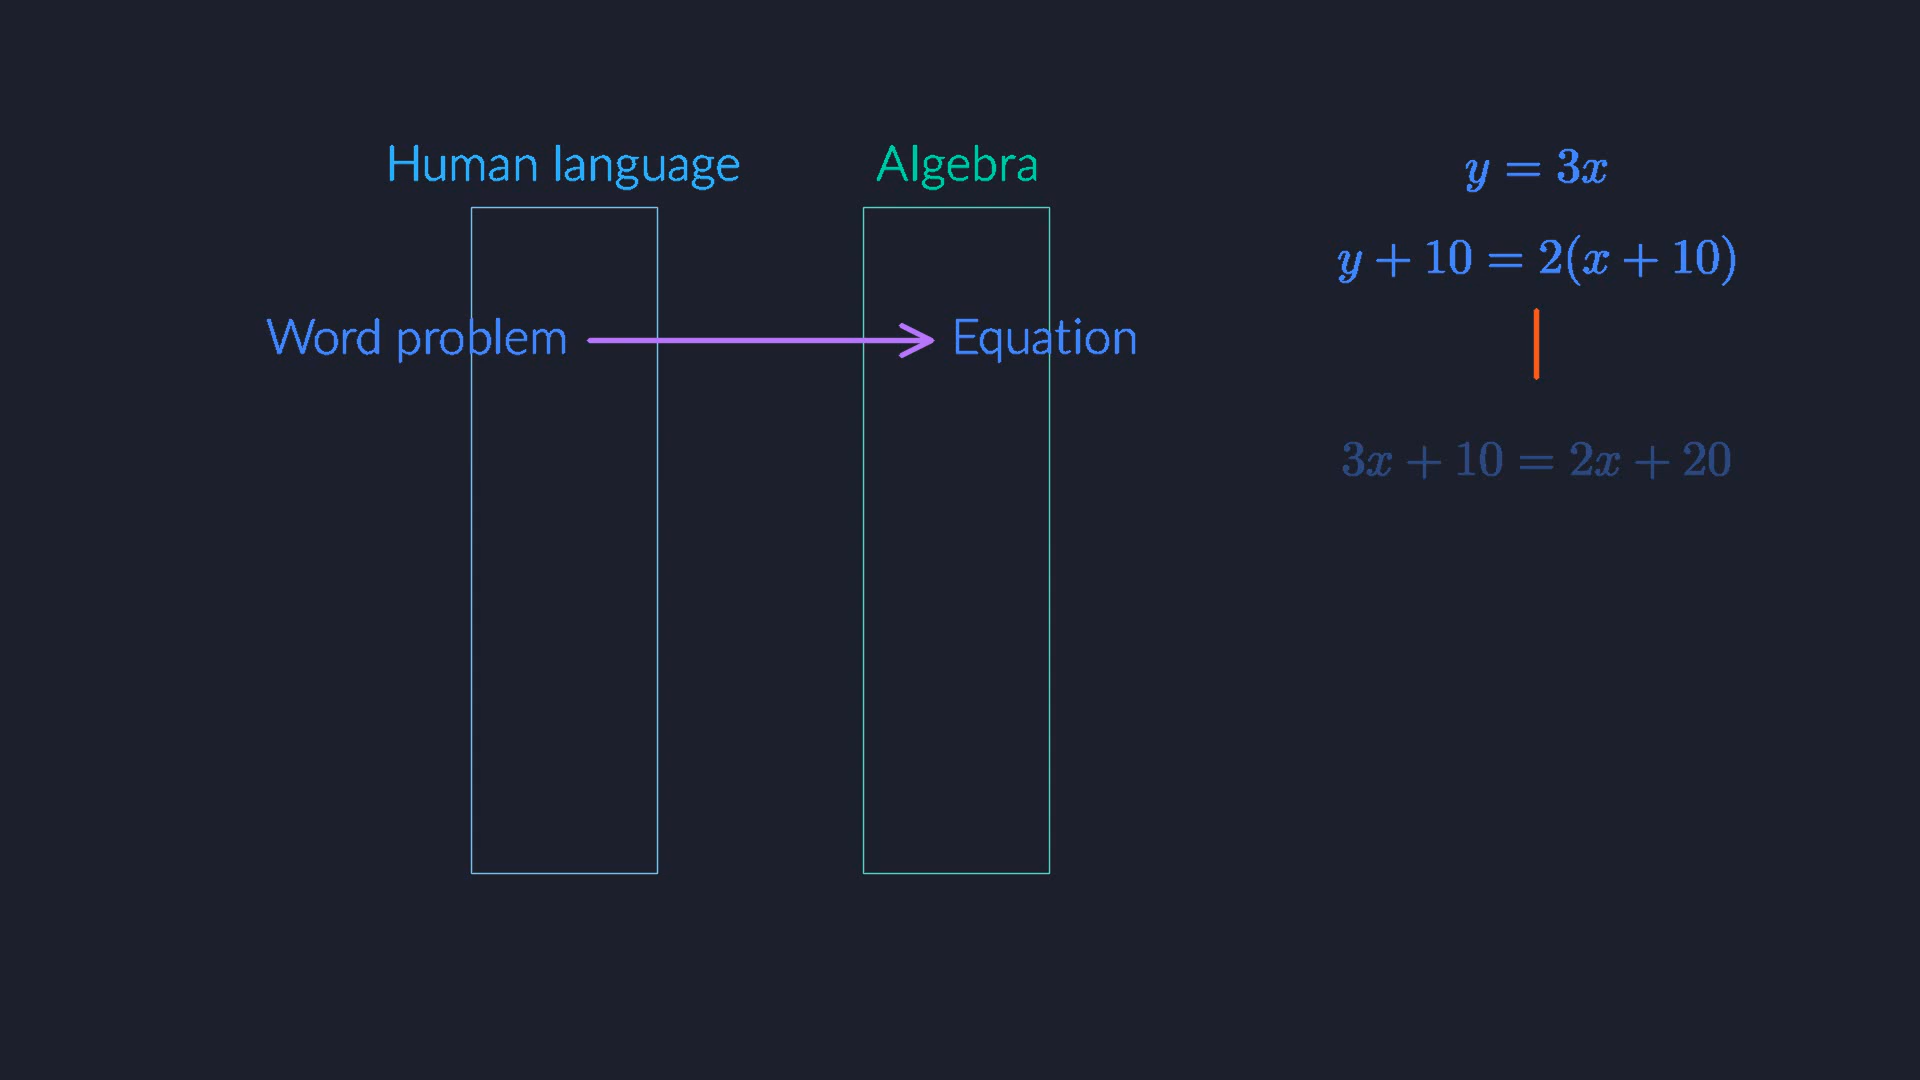 Human language
Algebra
Word problem
Equation
y = 3x
y + 10 = 2(x + 10)
3x + 10 = 2x + 20